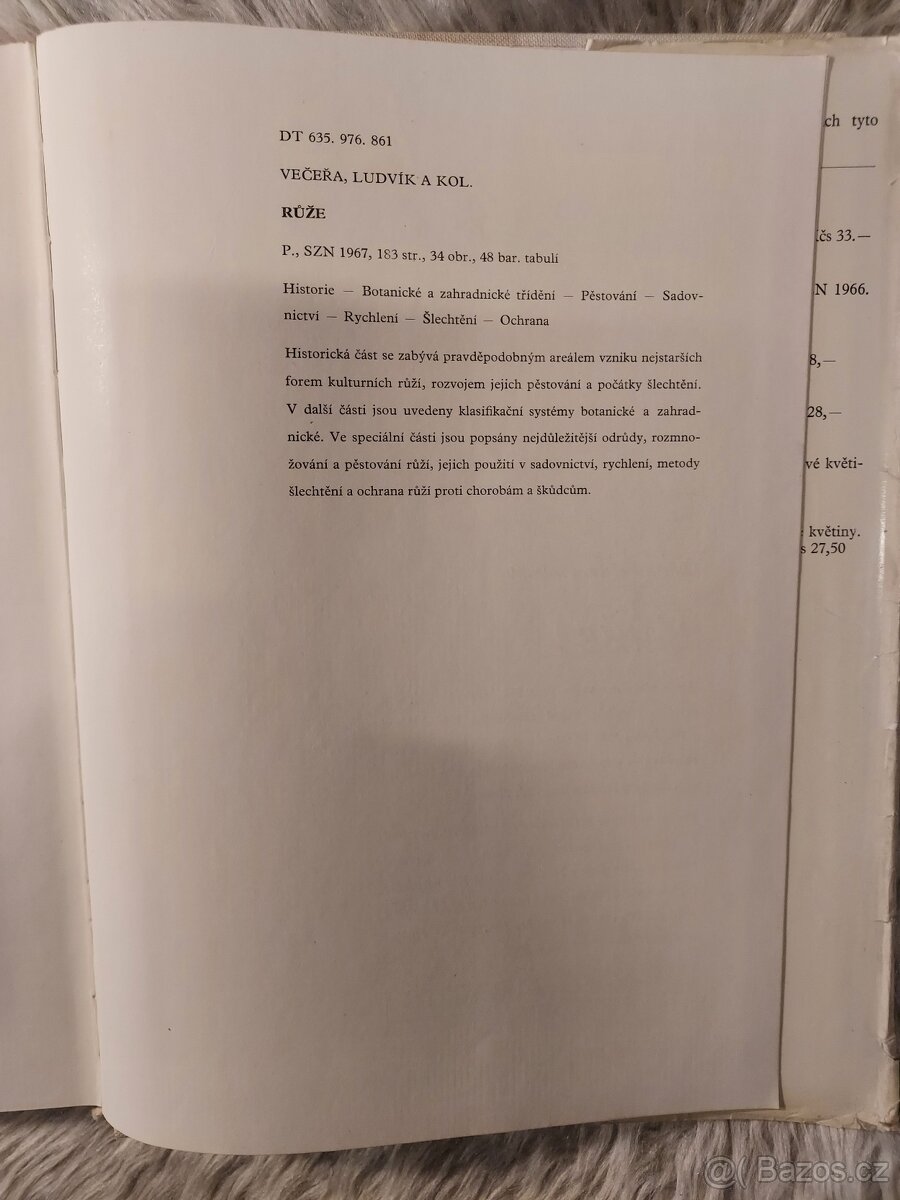 DT 635. 976. 861
VEČEŘA, LUDVÍK A KOL.
RŮŽE
P., SZN 1967, 183 str., 34 obr., 48 bar. tabulí
Historie — Botanické a zahradnické třídění — Pěstování — Sadov-
nictví — Rychlení — Šlechtění — Ochrana
Historická část se zabývá pravděpodobným areálem vzniku nejstarších
forem kulturních růží, rozvojem jejich pěstování a počátky šlechtění.
V další části jsou uvedeny klasifikační systémy botanické a zahrad-
nické. Ve speciální části jsou popsány nejdůležitější odrůdy, rozmno-
žování a pěstování růží, jejich použití v sadovnictví, rychlení, metody
šlechtění a ochrana růží proti chorobám a škůdcům.
ch tyto
čs 33.—
N 1966.
8,—
28,—
vé květi-
květiny.
s 27,50
@ Bazos.cz